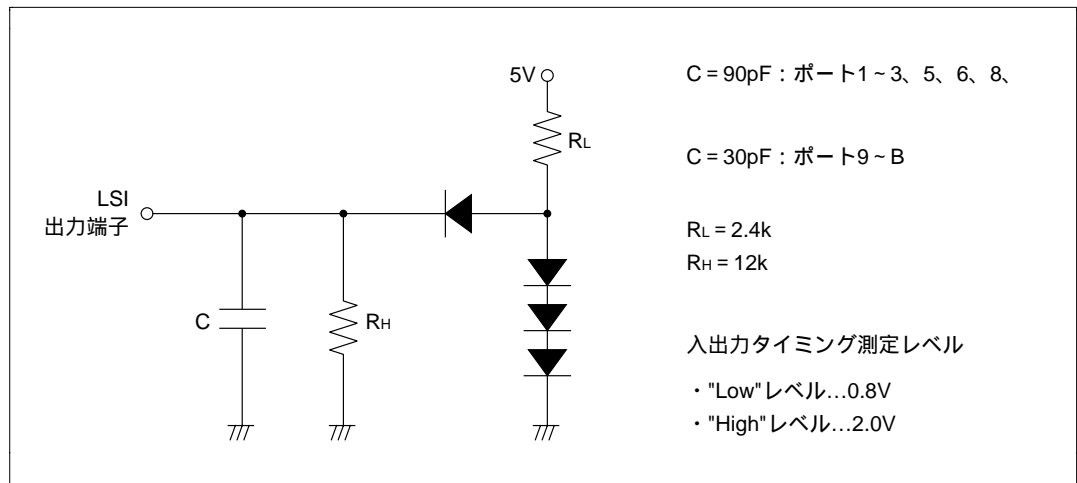 5V
RL
LSI
出力端子
C
RH
C = 90pF：ポート1～3、5、6、8、
C = 30pF：ポート9～B
RL = 2.4k
RH = 12k
入出力タイミング測定レベル
・"Low"レベル…0.8V
・"High"レベル…2.0V